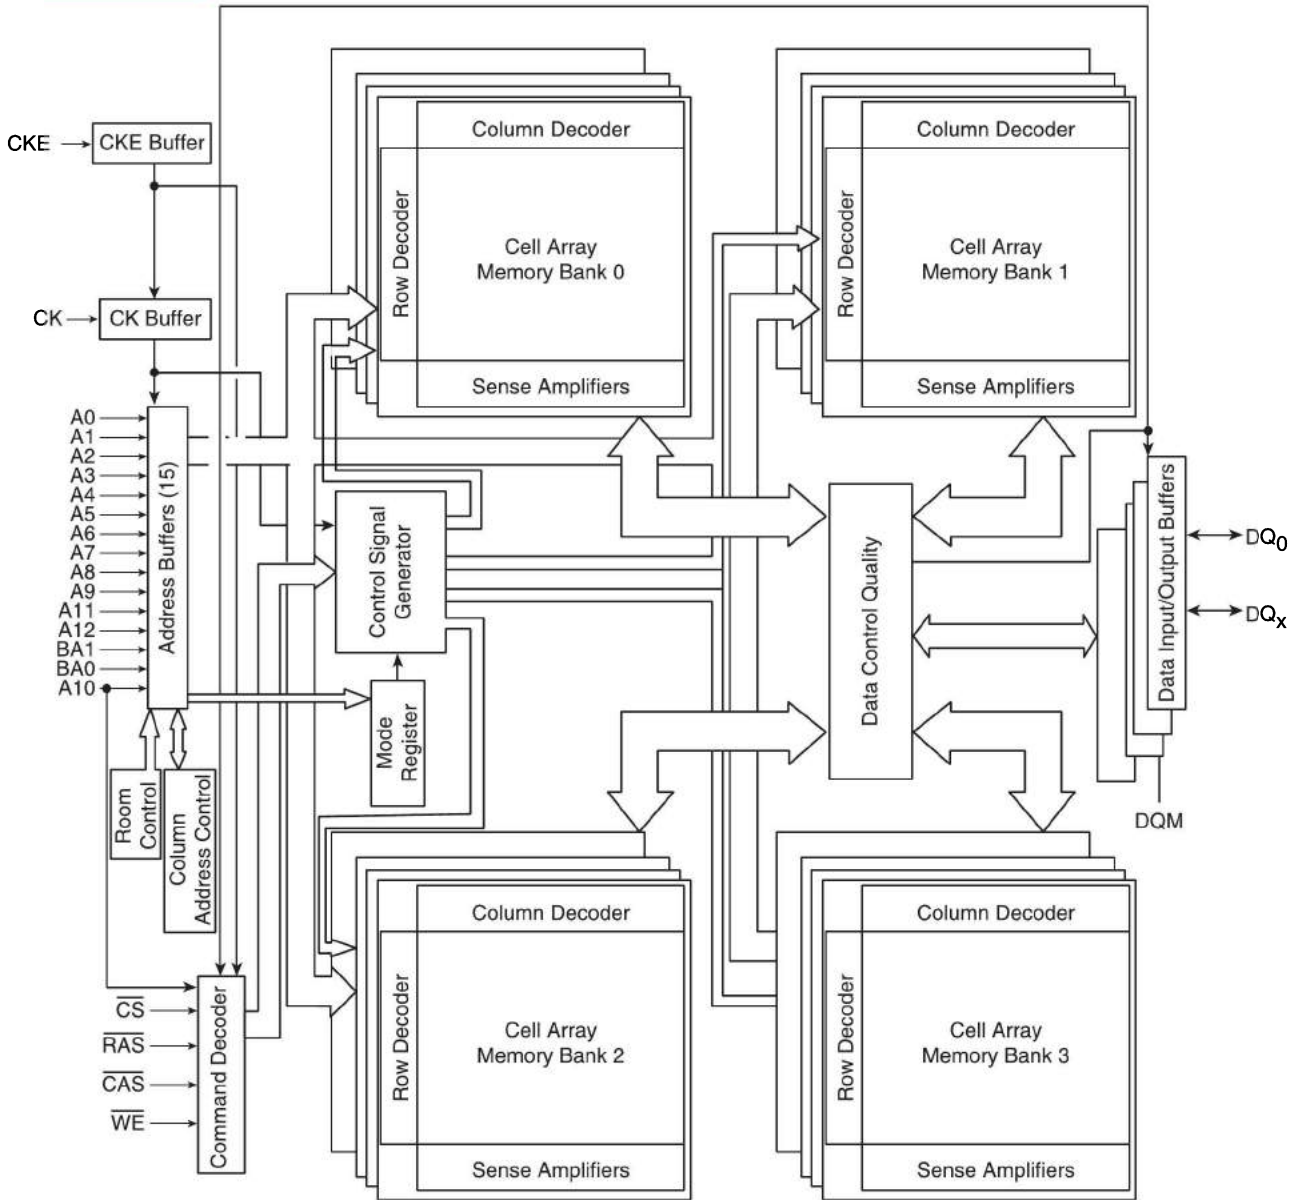 Column Decoder
Row Decoder
Cell Array
Memory Bank 0
Sense Amplifiers
Column Decoder
Row Decoder
Cell Array
Memory Bank 1
Sense Amplifiers
CKE
CKE Buffer
CK
CK Buffer
A0
A1
A2
A3
A4
A5
A6
A7
A8
A9
A11
A12
BA1
BA0
A10
Address Buffers (15)
Control Signal
Generator
Mode
Register
Room
Control
Column
Address Control
Data Control Quality
Data Input/Output Buffers
DQ0
DQx
DQM
C̅S̅
R̅A̅S̅
C̅A̅S̅
W̅E̅
Command Decoder
Column Decoder
Row Decoder
Cell Array
Memory Bank 2
Sense Amplifiers
Column Decoder
Row Decoder
Cell Array
Memory Bank 3
Sense Amplifiers